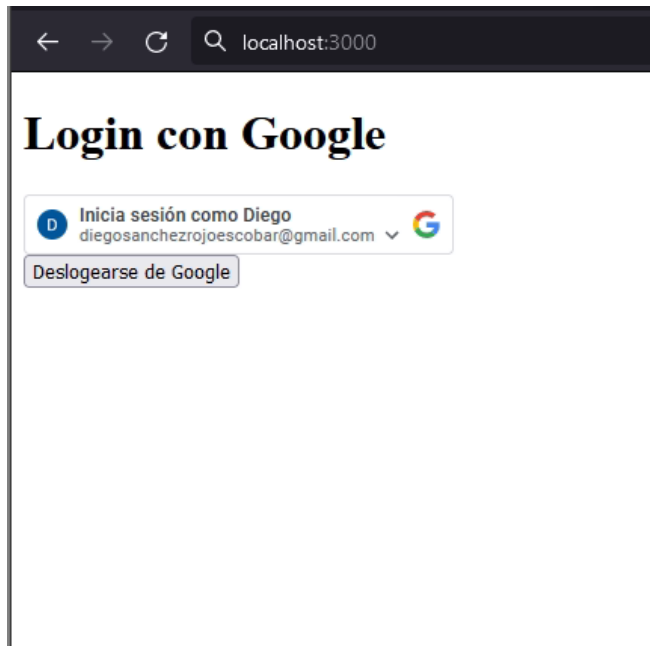 localhost:3000
Login con Google
D
Inicia sesión como Diego
diegosanchezrojoescobar@gmail.com
G
Deslogearse de Google